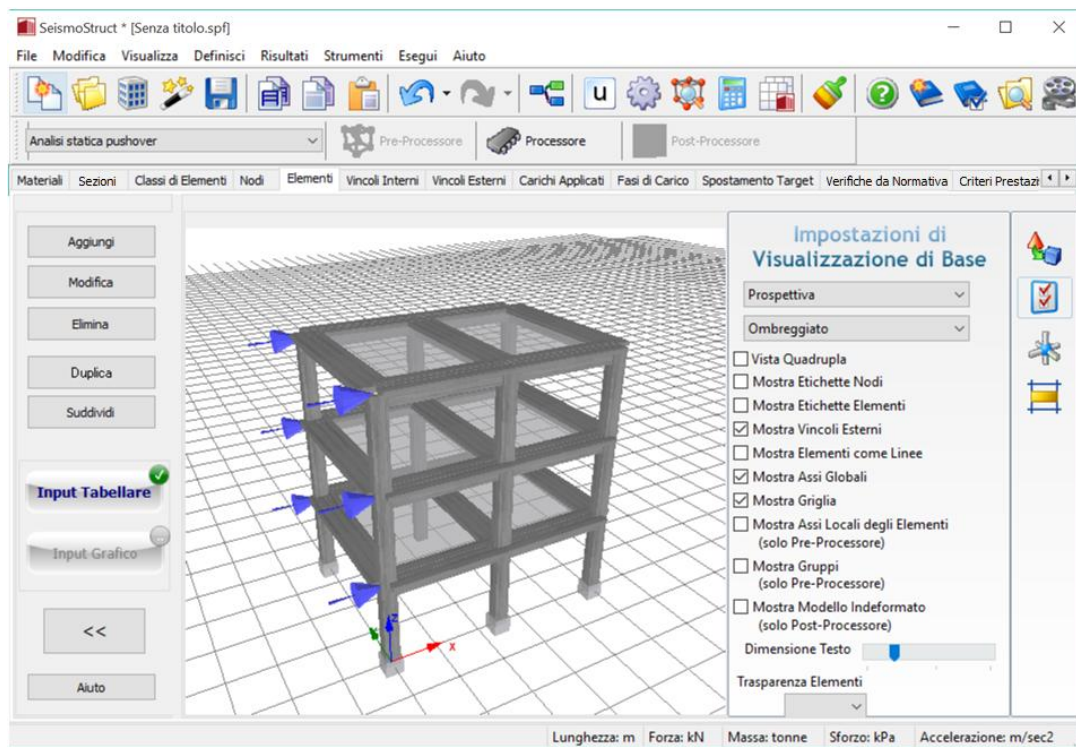 SeismoStruct * [Senza titolo.spf]
File Modifica Visualizza Definisci Risultati Strumenti Esegui Aiuto
u
Analisi statica pushover
Pre-Processore
Processore
Post-Processore
Materiali Sezioni Classi di Elementi Nodi Elementi Vincoli Interni Vincoli Esterni Carichi Applicati Fasi di Carico Spostamento Target Verifiche da Normativa Criteri Prestazi
Aggiungi
Modifica
Elimina
Duplica
Suddividi
Input Tabellare
Input Grafico
<<
Aiuto
z
x
Impostazioni di
Visualizzazione di Base
Prospettiva
Ombreggiato
Vista Quadrupla
Mostra Etichette Nodi
Mostra Etichette Elementi
Mostra Vincoli Esterni
Mostra Elementi come Linee
Mostra Assi Globali
Mostra Griglia
Mostra Assi Locali degli Elementi
(solo Pre-Processore)
Mostra Gruppi
(solo Pre-Processore)
Mostra Modello Indeformato
(solo Post-Processore)
Dimensione Testo
Trasparenza Elementi
Lunghezza: m Forza: kN Massa: tonne Sforzo: kPa Accelerazione: m/sec2